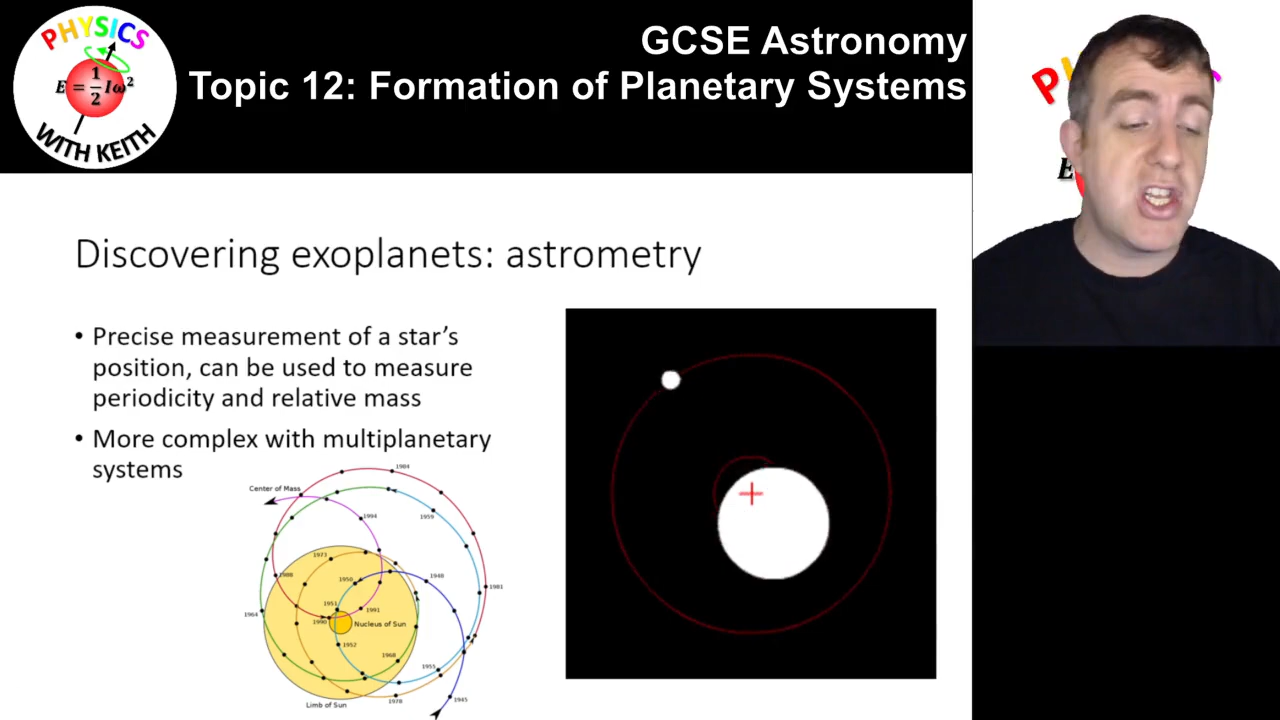 PHYSICS
E = 1/2 Iω²
WITH KEITH
GCSE Astronomy
Topic 12: Formation of Planetary Systems
P
E
Discovering exoplanets: astrometry
• Precise measurement of a star's
position, can be used to measure
periodicity and relative mass
• More complex with multiplanetary
systems
1984
Center of Mass
1994
1959
1973
1950
1948
1988
1981
1951
1991
1964
1990
Nucleus of Sun
1952
1968
1955
1978
1945
Limb of Sun